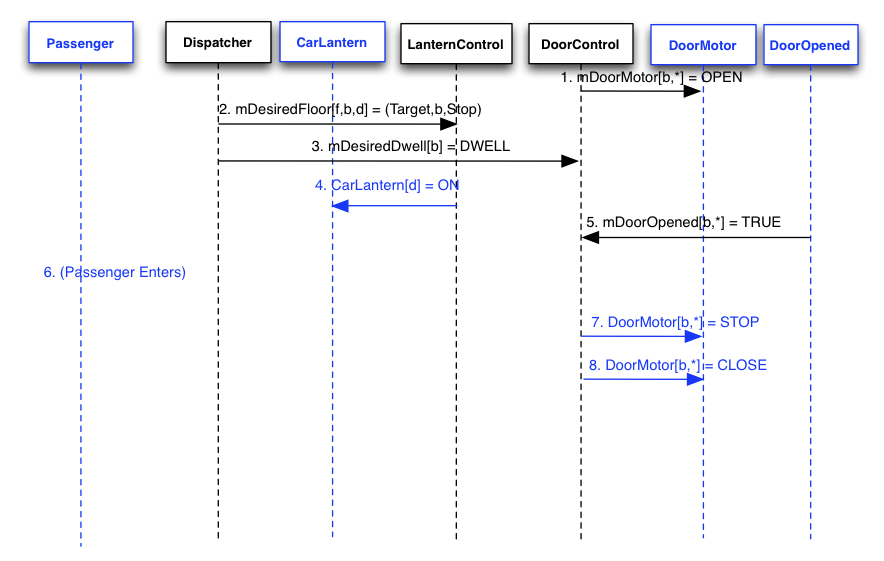 Passenger
Dispatcher
CarLantern
LanternControl
DoorControl
DoorMotor
DoorOpened
1. mDoorMotor[b,*] = OPEN
2. mDesiredFloor[f,b,d] = (Target,b,Stop)
3. mDesiredDwell[b] = DWELL
4. CarLantern[d] = ON
5. mDoorOpened[b,*] = TRUE
6. (Passenger Enters)
7. DoorMotor[b,*] = STOP
8. DoorMotor[b,*] = CLOSE